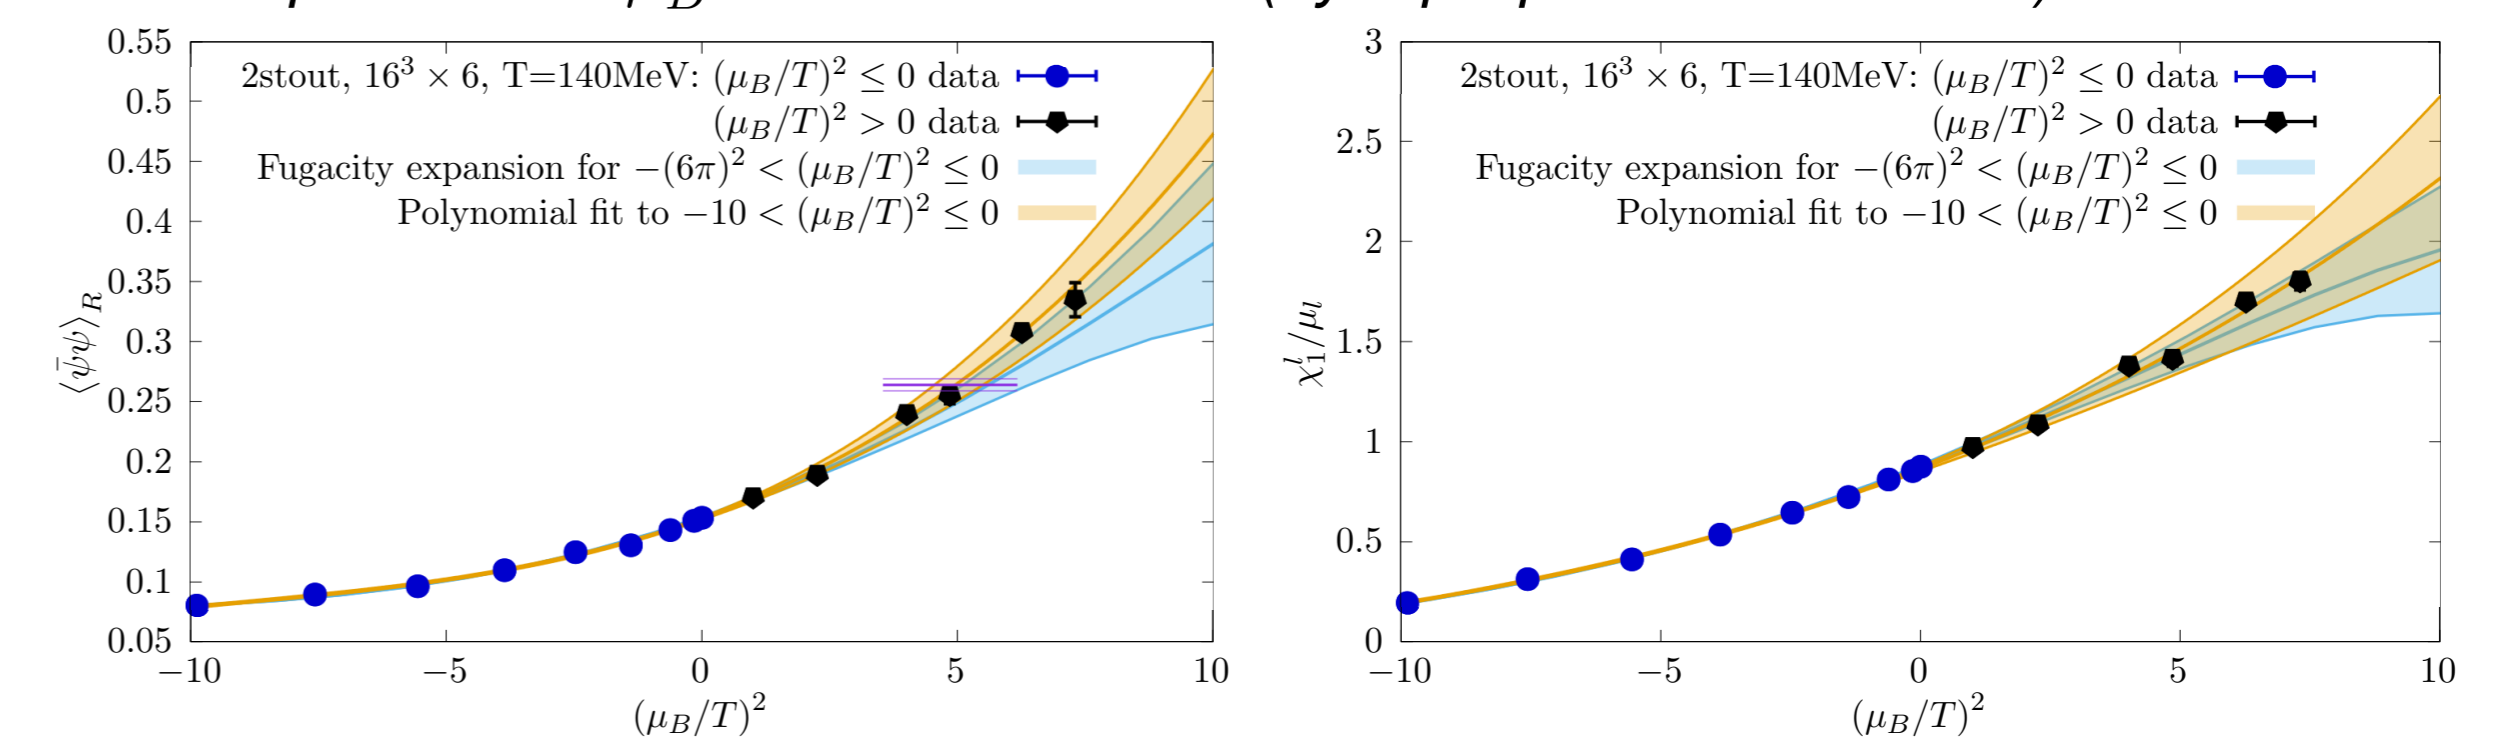 0.55
0.5
0.45
0.4
0.35
0.3
0.25
0.2
0.15
0.1
0.05
⟨ψ̄ψ⟩_R
2stout, 16³ × 6, T=140MeV: (μ_B/T)² ≤ 0 data
(μ_B/T)² > 0 data
Fugacity expansion for −(6π)² < (μ_B/T)² ≤ 0
Polynomial fit to −10 < (μ_B/T)² ≤ 0
−10 −5 0 5 10
(μ_B/T)²
3
2.5
2
1.5
1
0.5
0
χ₁ˡ/μ_l
2stout, 16³ × 6, T=140MeV: (μ_B/T)² ≤ 0 data
(μ_B/T)² > 0 data
Fugacity expansion for −(6π)² < (μ_B/T)² ≤ 0
Polynomial fit to −10 < (μ_B/T)² ≤ 0
−10 −5 0 5 10
(μ_B/T)²